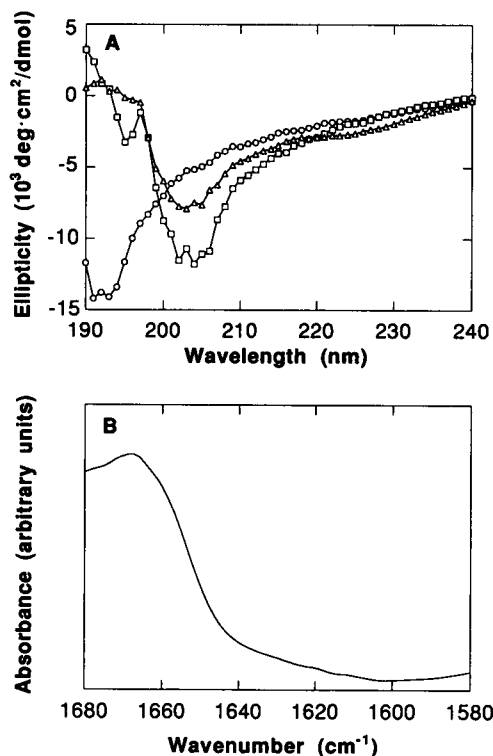 A
5
0
-5
-10
-15
Ellipticity (10³ deg·cm²/dmol)
190 200 210 220 230 240
Wavelength (nm)
B
Absorbance (arbitrary units)
1680 1660 1640 1620 1600 1580
Wavenumber (cm⁻¹)